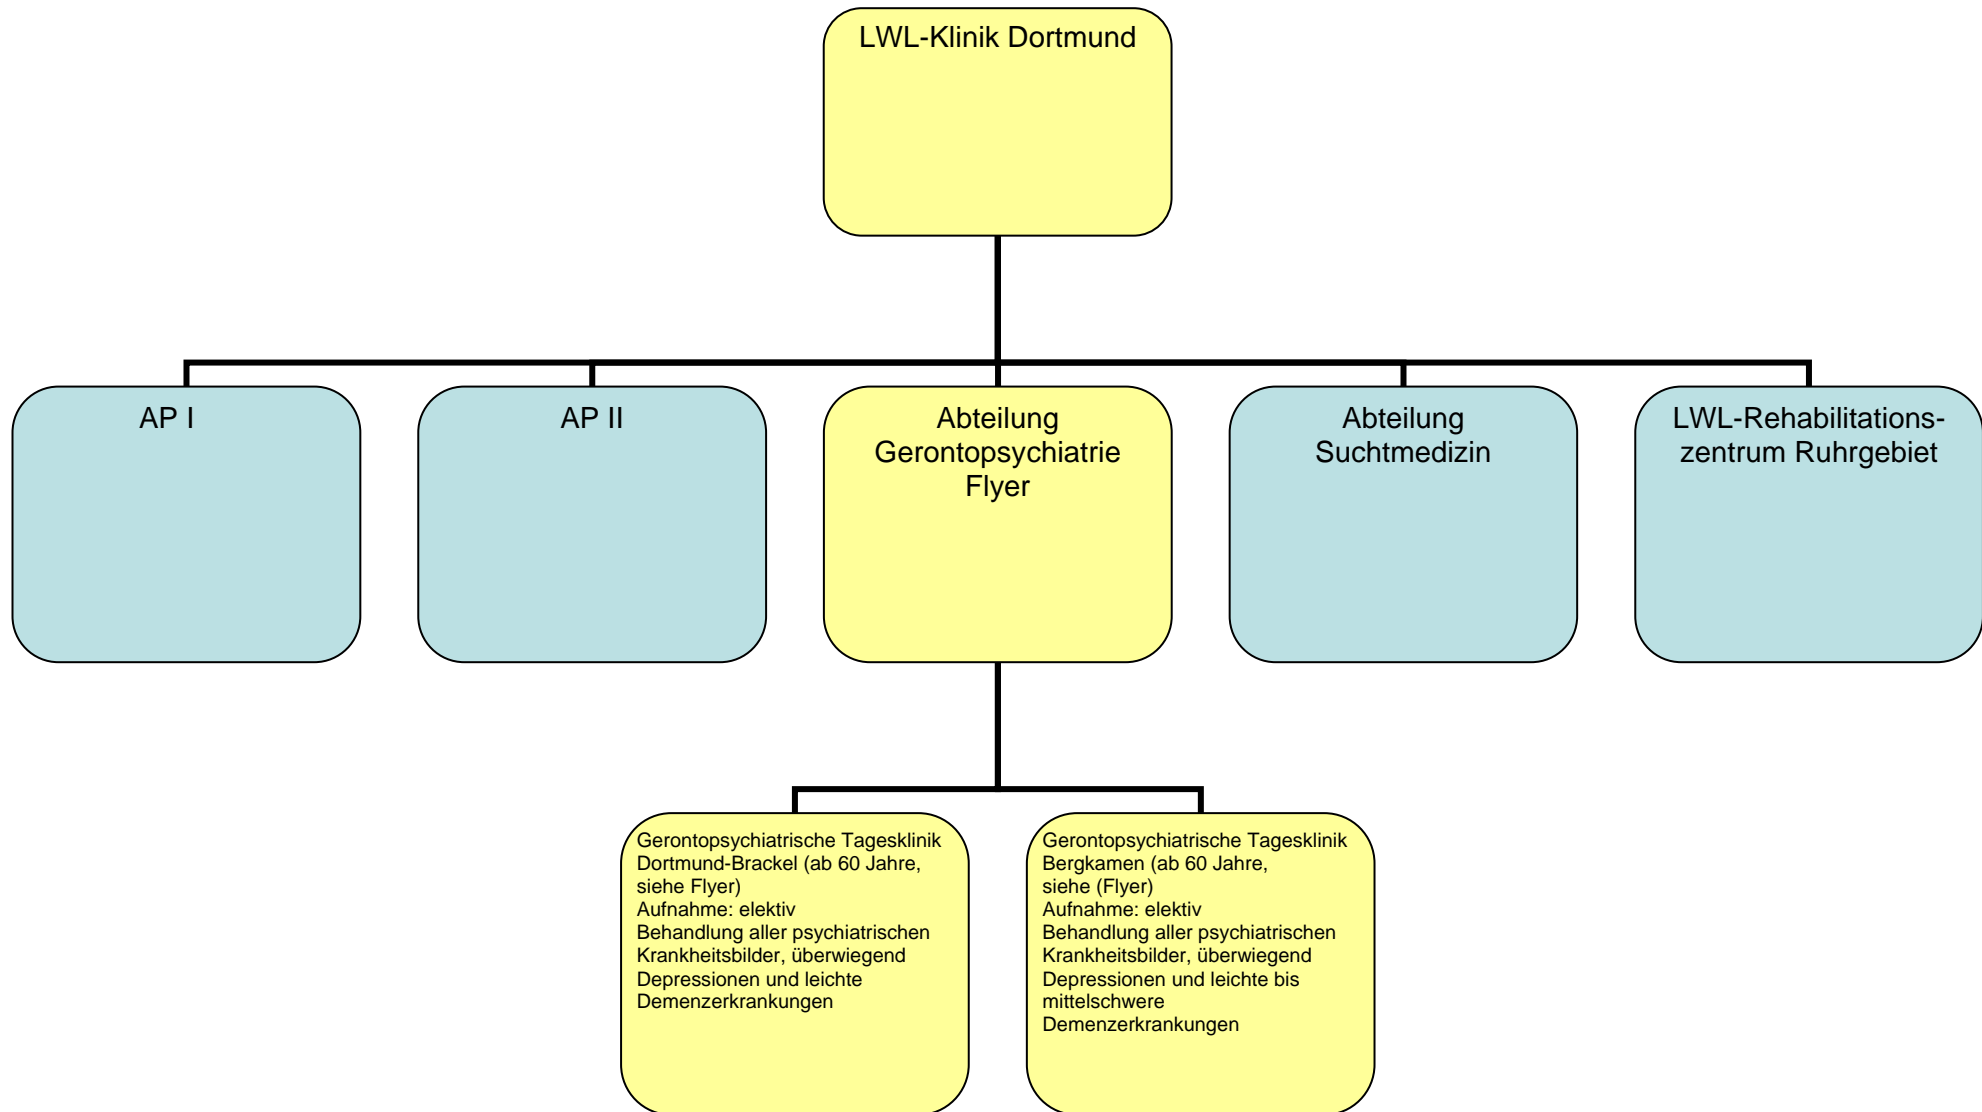 LWL-Klinik Dortmund
AP I
AP II
Abteilung
Gerontopsychiatrie
Flyer
Abteilung
Suchtmedizin
LWL-Rehabilitations-
zentrum Ruhrgebiet
Gerontopsychiatrische Tagesklinik
Dortmund-Brackel (ab 60 Jahre,
siehe Flyer)
Aufnahme: elektiv
Behandlung aller psychiatrischen
Krankheitsbilder, überwiegend
Depressionen und leichte
Demenzerkrankungen
Gerontopsychiatrische Tagesklinik
Bergkamen (ab 60 Jahre,
siehe (Flyer)
Aufnahme: elektiv
Behandlung aller psychiatrischen
Krankheitsbilder, überwiegend
Depressionen und leichte bis
mittelschwere
Demenzerkrankungen